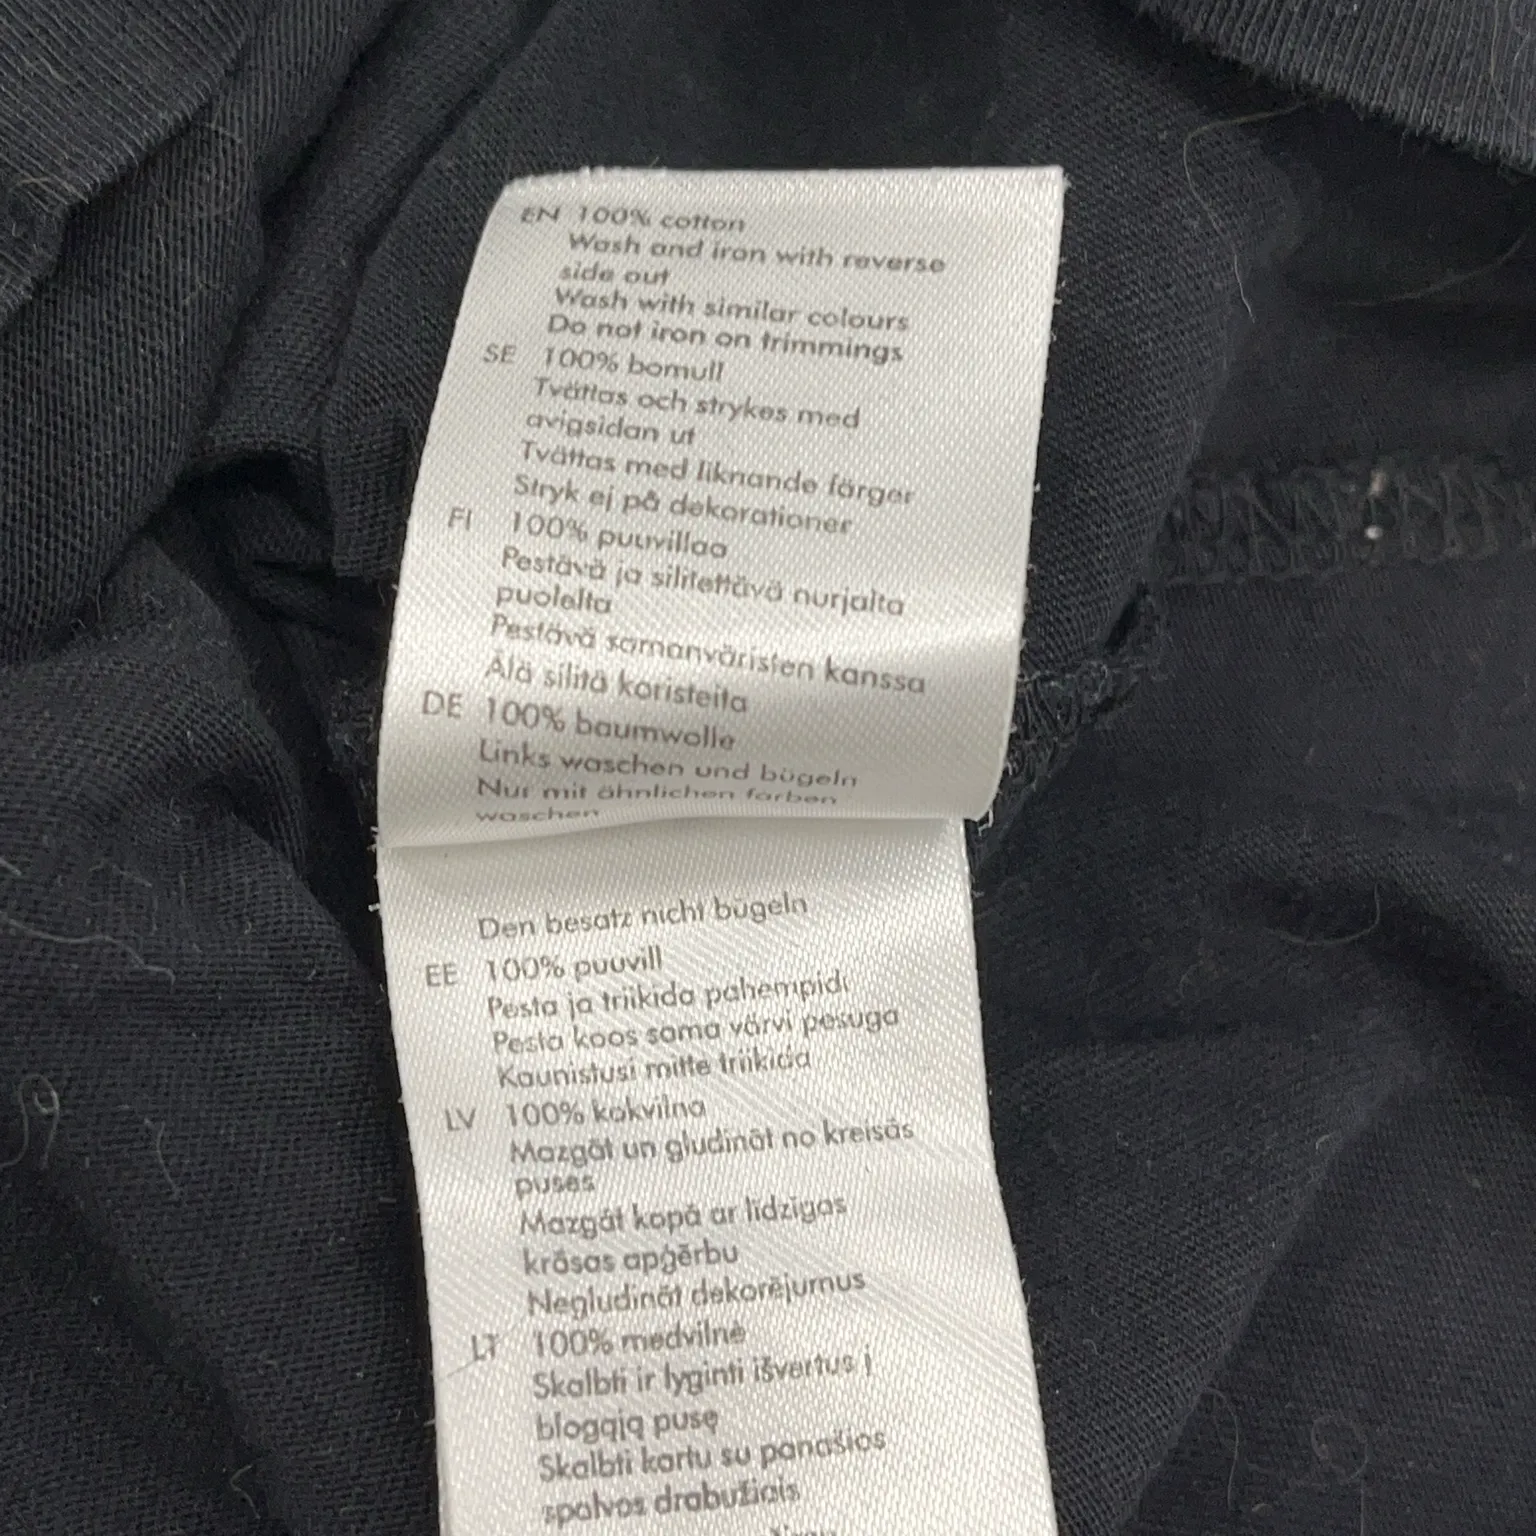 EN 100% cotton
Wash and iron with reverse
side out
Wash with similar colours
Do not iron on trimmings
SE 100% bomull
Tvättas och strykes med
avigsidan ut
Tvättas med liknande färger
Stryk ej på dekorationer
FI 100% puuvillaa
Pestävä ja silitettävä nurjalta
puolelta
Pestävä samanväristen kanssa
Älä silitä koristeita
DE 100% baumwolle
Links waschen und bügeln
Nur mit ähnlichen farben
waschen
Den besatz nicht bügeln
EE 100% puuvill
Pesta ja triikida pahempidi
Pesta koos sama värvi pesuga
Kaunistusi mitte triikida
LV 100% kokvilna
Mazgāt un gludināt no kreisās
puses
Mazgāt kopā ar līdzīgas
krāsas apģērbu
Negludināt dekorējumus
LT 100% medvilnė
Skalbti ir lyginti išvertus į
blogąją pusę
Skalbti kartu su panašios
spalvos drabužiais